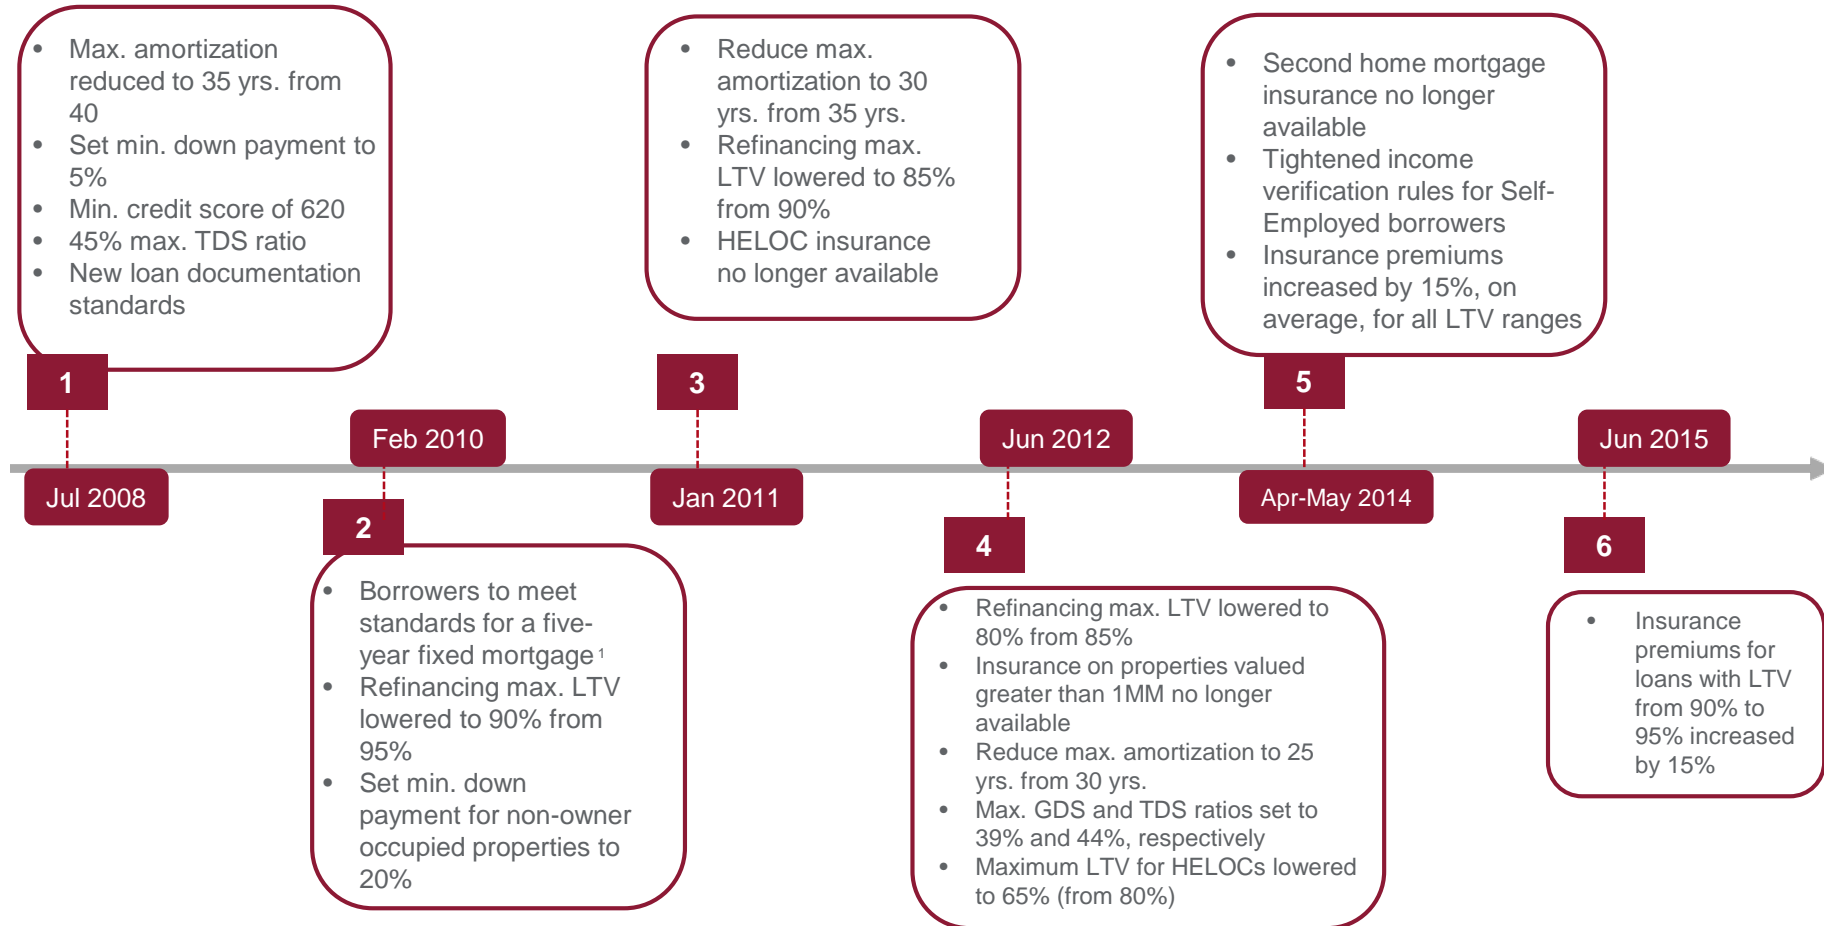 • Max. amortization
reduced to 35 yrs. from
40
• Set min. down payment to
5%
• Min. credit score of 620
• 45% max. TDS ratio
• New loan documentation
standards
1
Jul 2008
Feb 2010
2
• Borrowers to meet
standards for a five-
year fixed mortgage ¹
• Refinancing max. LTV
lowered to 90% from
95%
• Set min. down
payment for non-owner
occupied properties to
20%
• Reduce max.
amortization to 30
yrs. from 35 yrs.
• Refinancing max.
LTV lowered to 85%
from 90%
• HELOC insurance
no longer available
3
Jan 2011
Jun 2012
4
• Refinancing max. LTV lowered to
80% from 85%
• Insurance on properties valued
greater than 1MM no longer
available
• Reduce max. amortization to 25
yrs. from 30 yrs.
• Max. GDS and TDS ratios set to
39% and 44%, respectively
• Maximum LTV for HELOCs lowered
to 65% (from 80%)
• Second home mortgage
insurance no longer
available
• Tightened income
verification rules for Self-
Employed borrowers
• Insurance premiums
increased by 15%, on
average, for all LTV ranges
5
Apr-May 2014
Jun 2015
6
• Insurance
premiums for
loans with LTV
from 90% to
95% increased
by 15%